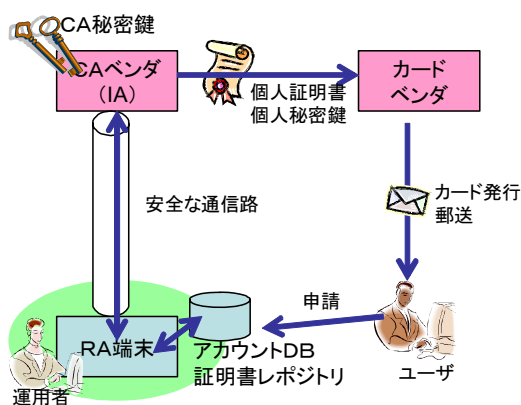 CA秘密鍵
CAベンダ
(IA)
個人証明書
個人秘密鍵
カード
ベンダ
安全な通信路
カード発行
郵送
申請
RA端末
アカウントDB
証明書レポジトリ
ユーザ
運用者